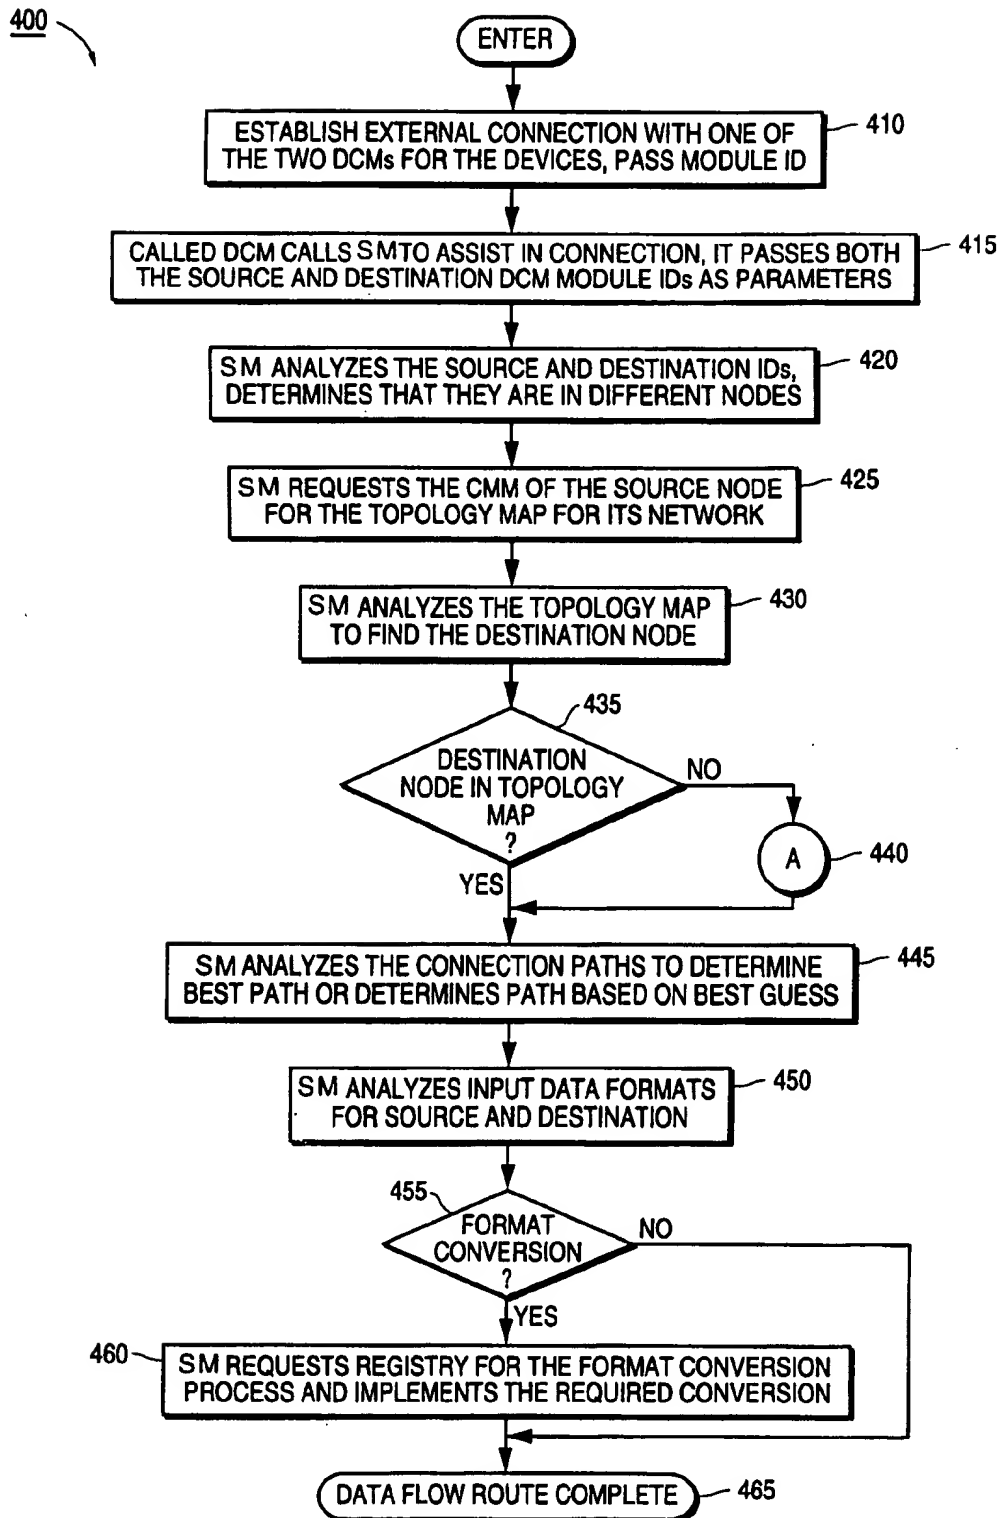 400
ENTER
ESTABLISH EXTERNAL CONNECTION WITH ONE OF
THE TWO DCMs FOR THE DEVICES, PASS MODULE ID
410
CALLED DCM CALLS SM TO ASSIST IN CONNECTION, IT PASSES BOTH
THE SOURCE AND DESTINATION DCM MODULE IDs AS PARAMETERS
415
SM ANALYZES THE SOURCE AND DESTINATION IDs,
DETERMINES THAT THEY ARE IN DIFFERENT NODES
420
SM REQUESTS THE CMM OF THE SOURCE NODE
FOR THE TOPOLOGY MAP FOR ITS NETWORK
425
SM ANALYZES THE TOPOLOGY MAP
TO FIND THE DESTINATION NODE
430
435
DESTINATION
NODE IN TOPOLOGY
MAP
?
NO
A
440
YES
SM ANALYZES THE CONNECTION PATHS TO DETERMINE
BEST PATH OR DETERMINES PATH BASED ON BEST GUESS
445
SM ANALYZES INPUT DATA FORMATS
FOR SOURCE AND DESTINATION
450
455
FORMAT
CONVERSION
?
NO
YES
460
SM REQUESTS REGISTRY FOR THE FORMAT CONVERSION
PROCESS AND IMPLEMENTS THE REQUIRED CONVERSION
DATA FLOW ROUTE COMPLETE
465